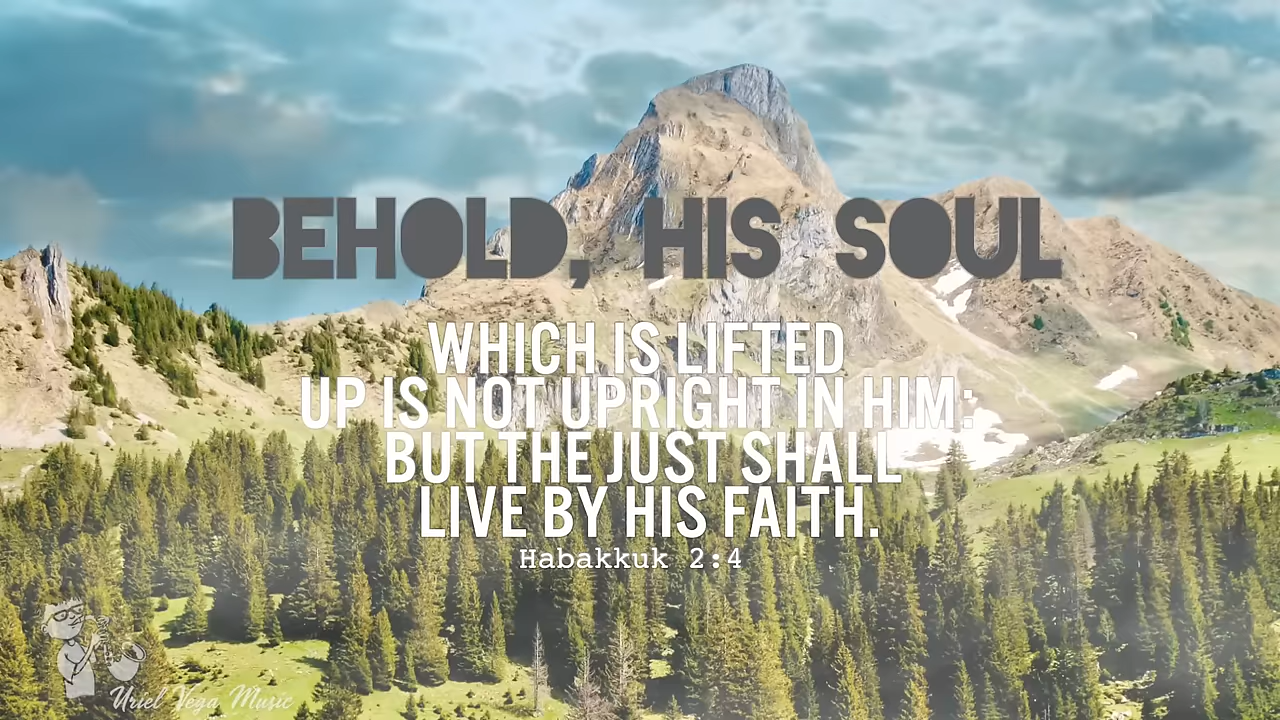 BEHOLD, HIS SOUL
WHICH IS LIFTED
UP IS NOT UPRIGHT IN HIM:
BUT THE JUST SHALL
LIVE BY HIS FAITH.
Habakkuk 2:4
Uriel Vega Music